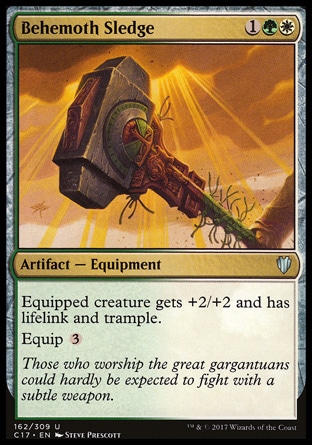 Behemoth Sledge 1
Artifact — Equipment
Equipped creature gets +2/+2 and has
lifelink and trample.
Equip 3
Those who worship the great gargantuans
could hardly be expected to fight with a
subtle weapon.
162/309 U
C17 • EN Steve Prescott
™ & © 2017 Wizards of the Coast